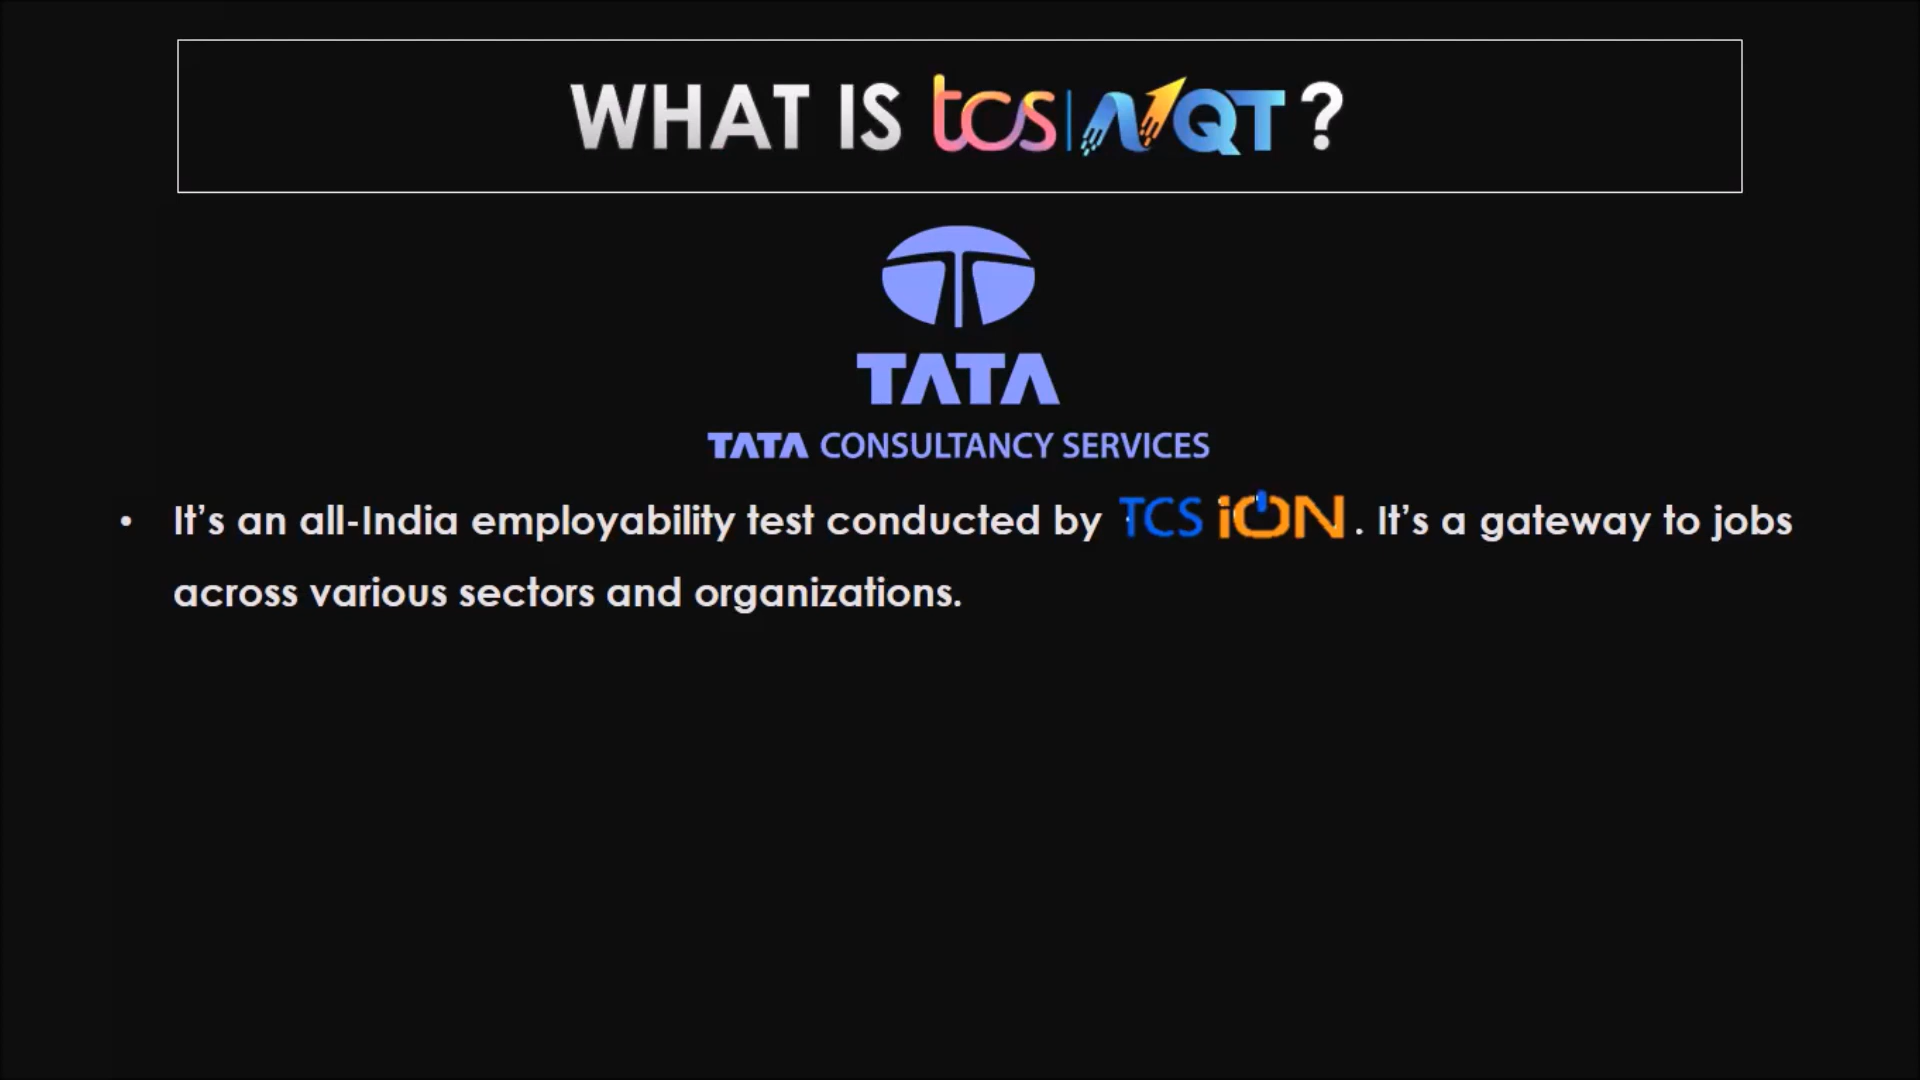 WHAT IS tcs|NQT?
TATA
TATA CONSULTANCY SERVICES
• It’s an all-India employability test conducted by TCS iON. It’s a gateway to jobs
across various sectors and organizations.